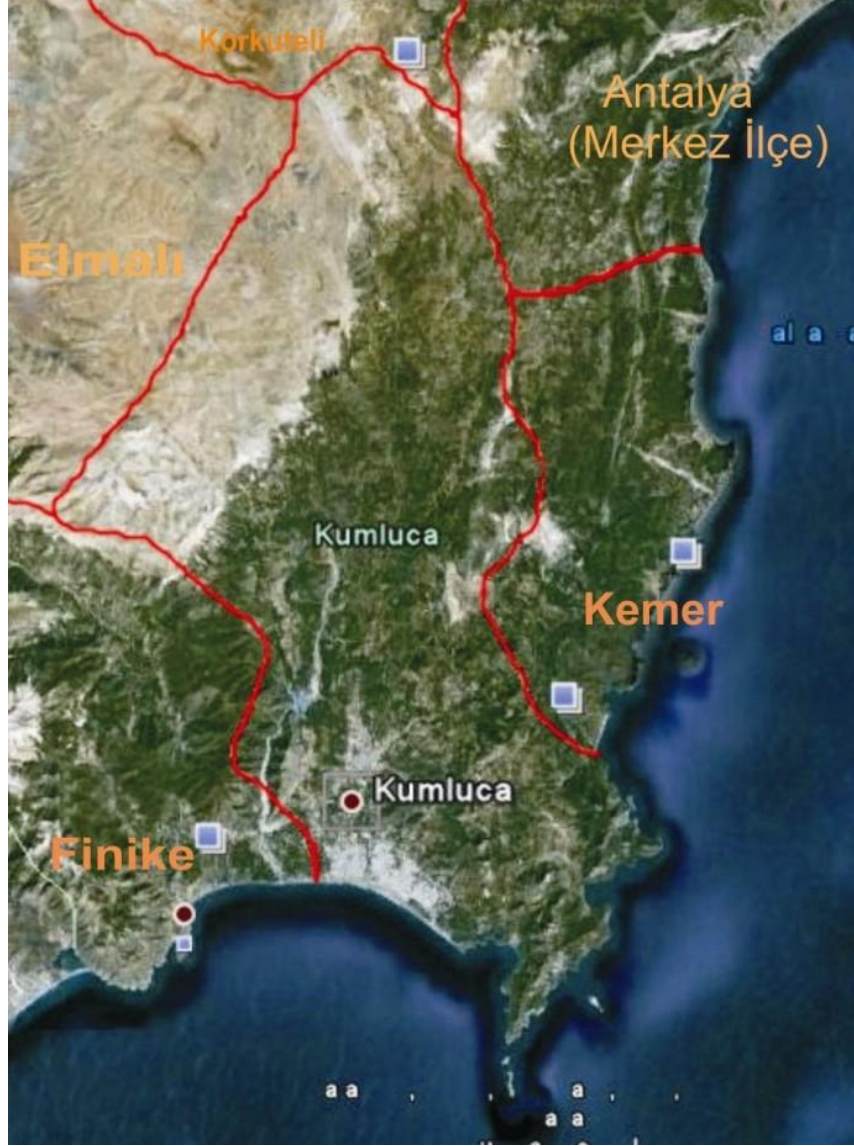 Korkuteli
Antalya
(Merkez İlçe)
Elmalı
Kumluca
Kemer
Kumluca
Finike